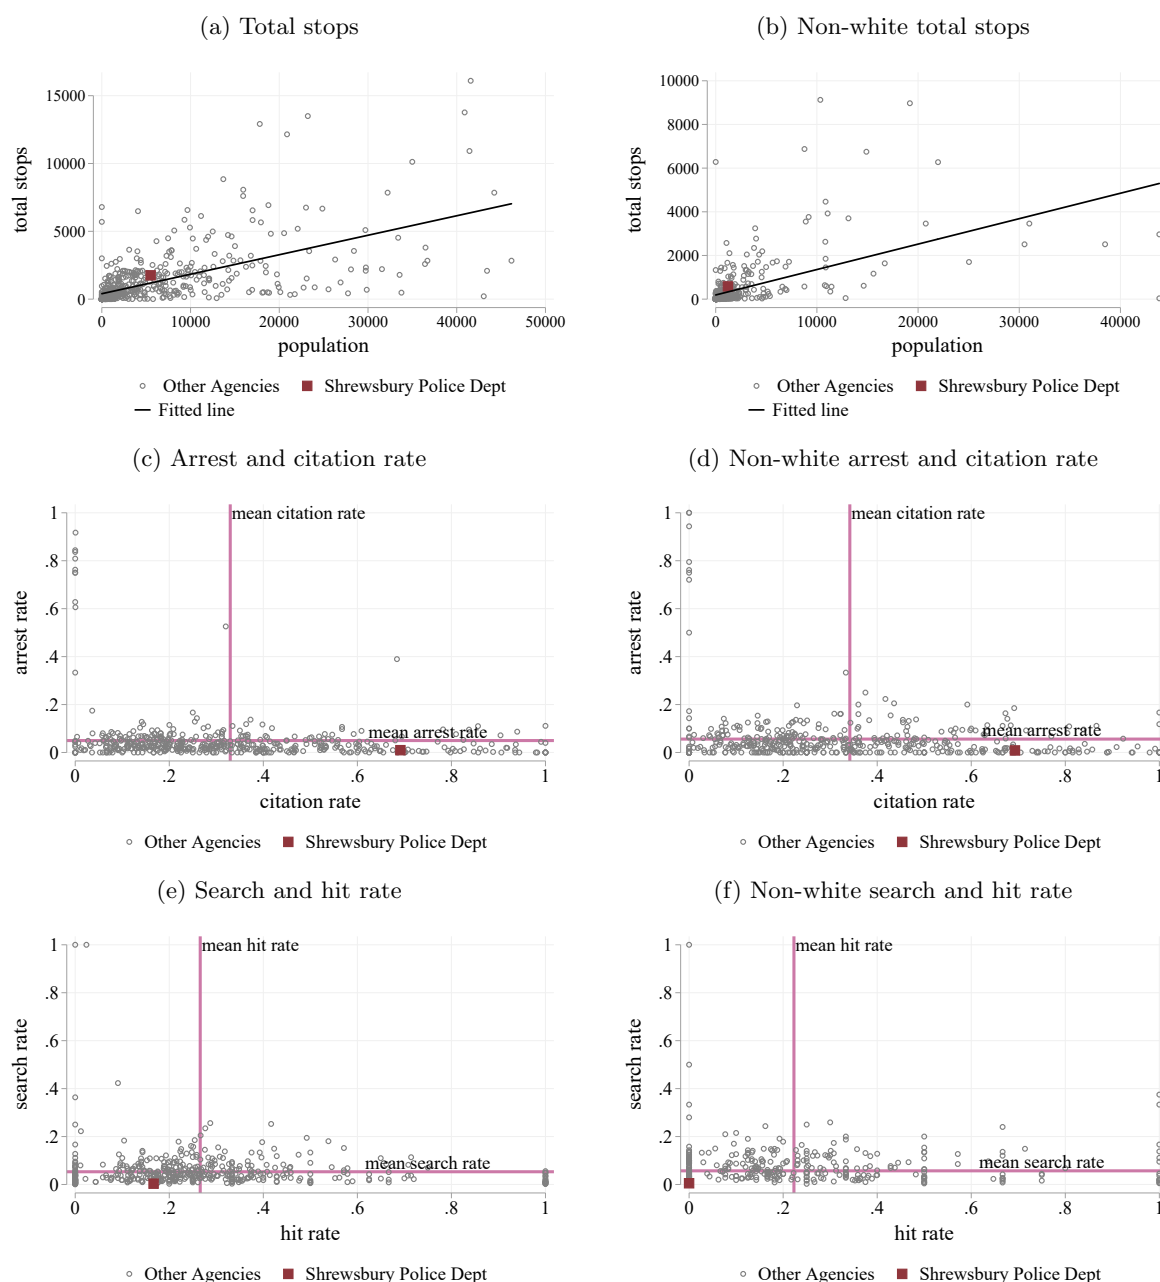 (a) Total stops
(b) Non-white total stops
total stops
15000
10000
5000
0
0 10000 20000 30000 40000 50000
population
Other Agencies Shrewsbury Police Dept
Fitted line
total stops
10000
8000
6000
4000
2000
0
0 10000 20000 30000 40000
population
Other Agencies Shrewsbury Police Dept
Fitted line
(c) Arrest and citation rate
(d) Non-white arrest and citation rate
arrest rate
1
.8
.6
.4
.2
0
mean citation rate
mean arrest rate
0 .2 .4 .6 .8 1
citation rate
Other Agencies Shrewsbury Police Dept
arrest rate
1
.8
.6
.4
.2
0
mean citation rate
mean arrest rate
0 .2 .4 .6 .8 1
citation rate
Other Agencies Shrewsbury Police Dept
(e) Search and hit rate
(f) Non-white search and hit rate
search rate
1
.8
.6
.4
.2
0
mean hit rate
mean search rate
0 .2 .4 .6 .8 1
hit rate
Other Agencies Shrewsbury Police Dept
search rate
1
.8
.6
.4
.2
0
mean hit rate
mean search rate
0 .2 .4 .6 .8 1
hit rate
Other Agencies Shrewsbury Police Dept